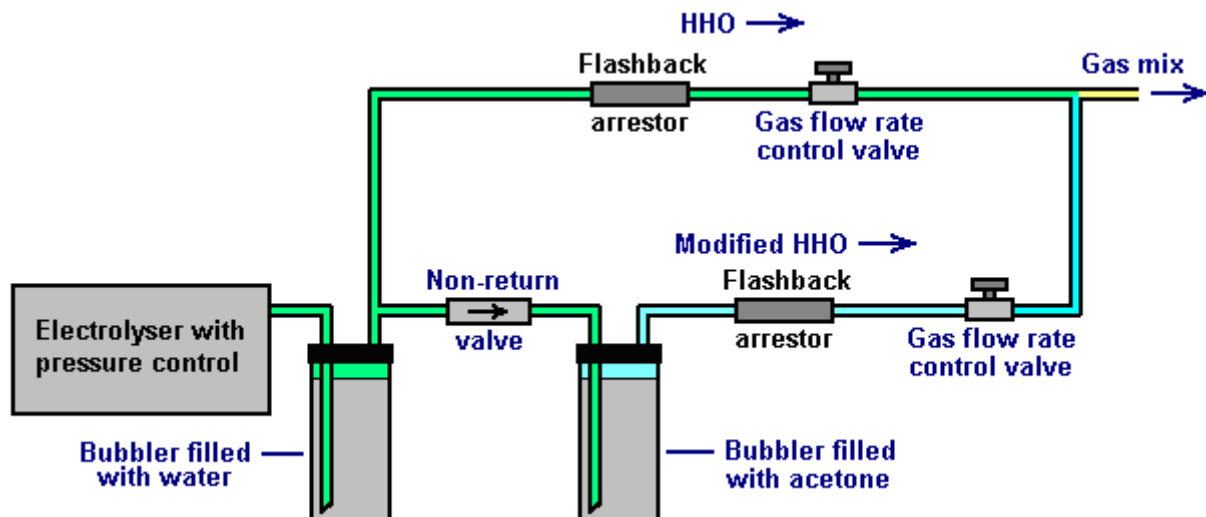 HHO
Flashback
arrestor
Gas flow rate
control valve
Gas mix
Modified HHO
Flashback
arrestor
Gas flow rate
control valve
Non-return
valve
Electrolyser with
pressure control
Bubbler filled
with water
Bubbler filled
with acetone